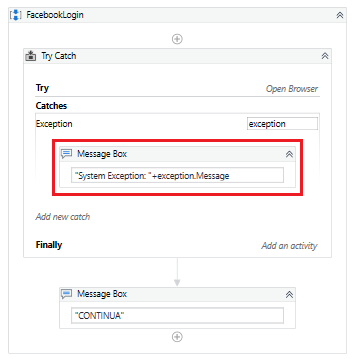 FacebookLogin
Try Catch
Try Open Browser
Catches
Exception exception
Message Box
"System Exception: "+exception.Message
Add new catch
Finally Add an activity
Message Box
"CONTINUA"